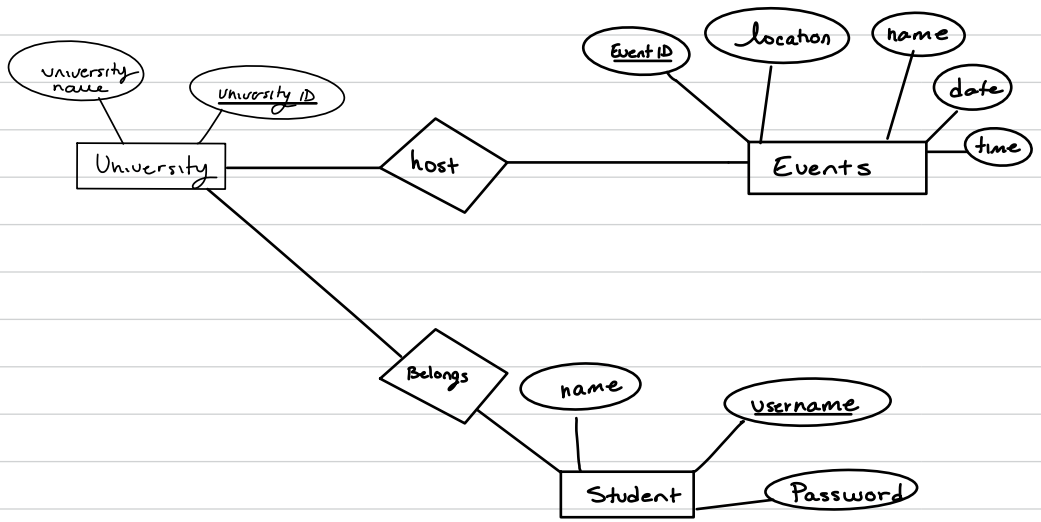 Event ID
location
name
university
name
University ID
date
time
University
host
Events
Belongs
name
username
Student
Password